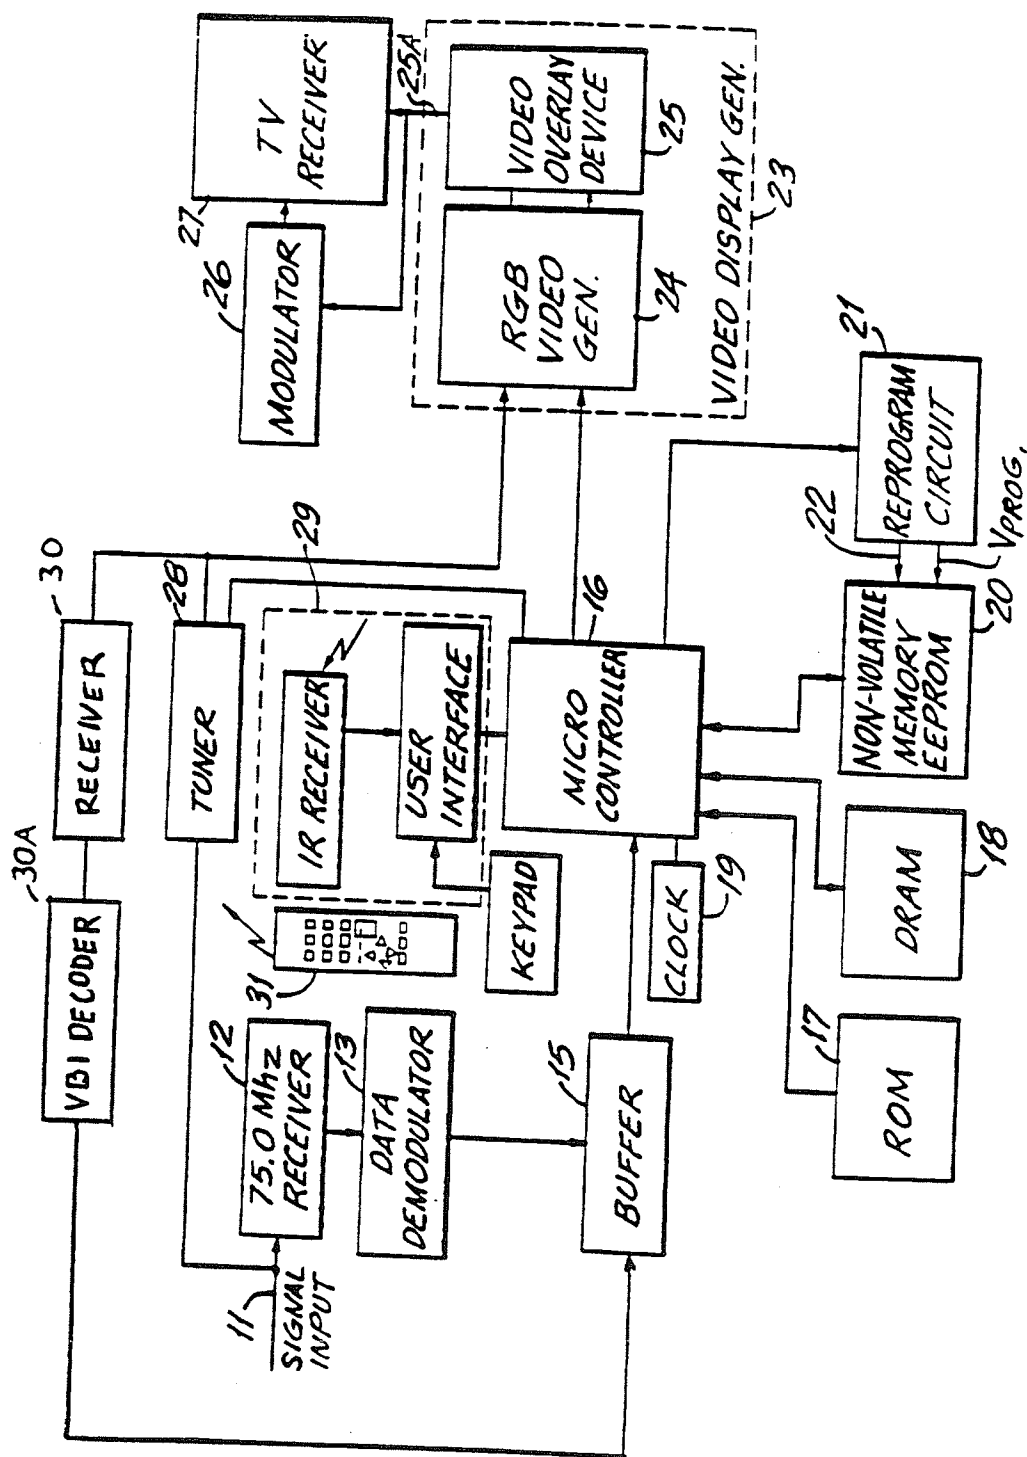 30A
VBI DECODER
30
RECEIVER
28
TUNER
11
SIGNAL
INPUT
12
75.0 Mhz
RECEIVER
13
DATA
DEMODULATOR
31
29
IR RECEIVER
USER
INTERFACE
KEYPAD
15
BUFFER
16
MICRO
CONTROLLER
CLOCK
19
17
ROM
DRAM
18
NON-VOLATILE
MEMORY
EEPROM
20
22
VPROG.
21
REPROGRAM
CIRCUIT
26
MODULATOR
27
TV
RECEIVER
25A
RGB
VIDEO
GEN.
24
VIDEO
OVERLAY
DEVICE
25
VIDEO DISPLAY GEN.
23